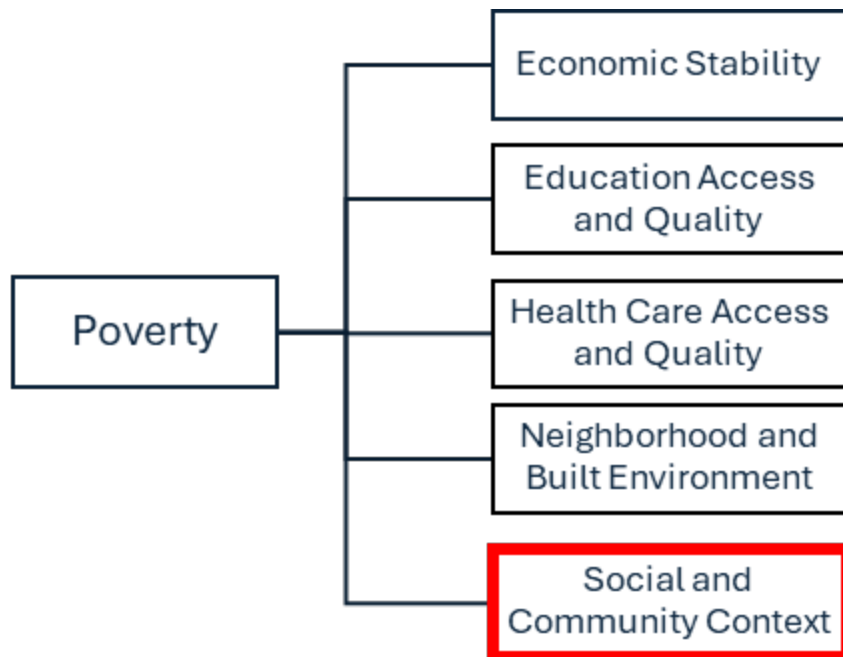 Economic Stability
Education Access
and Quality
Poverty
Health Care Access
and Quality
Neighborhood and
Built Environment
Social and
Community Context